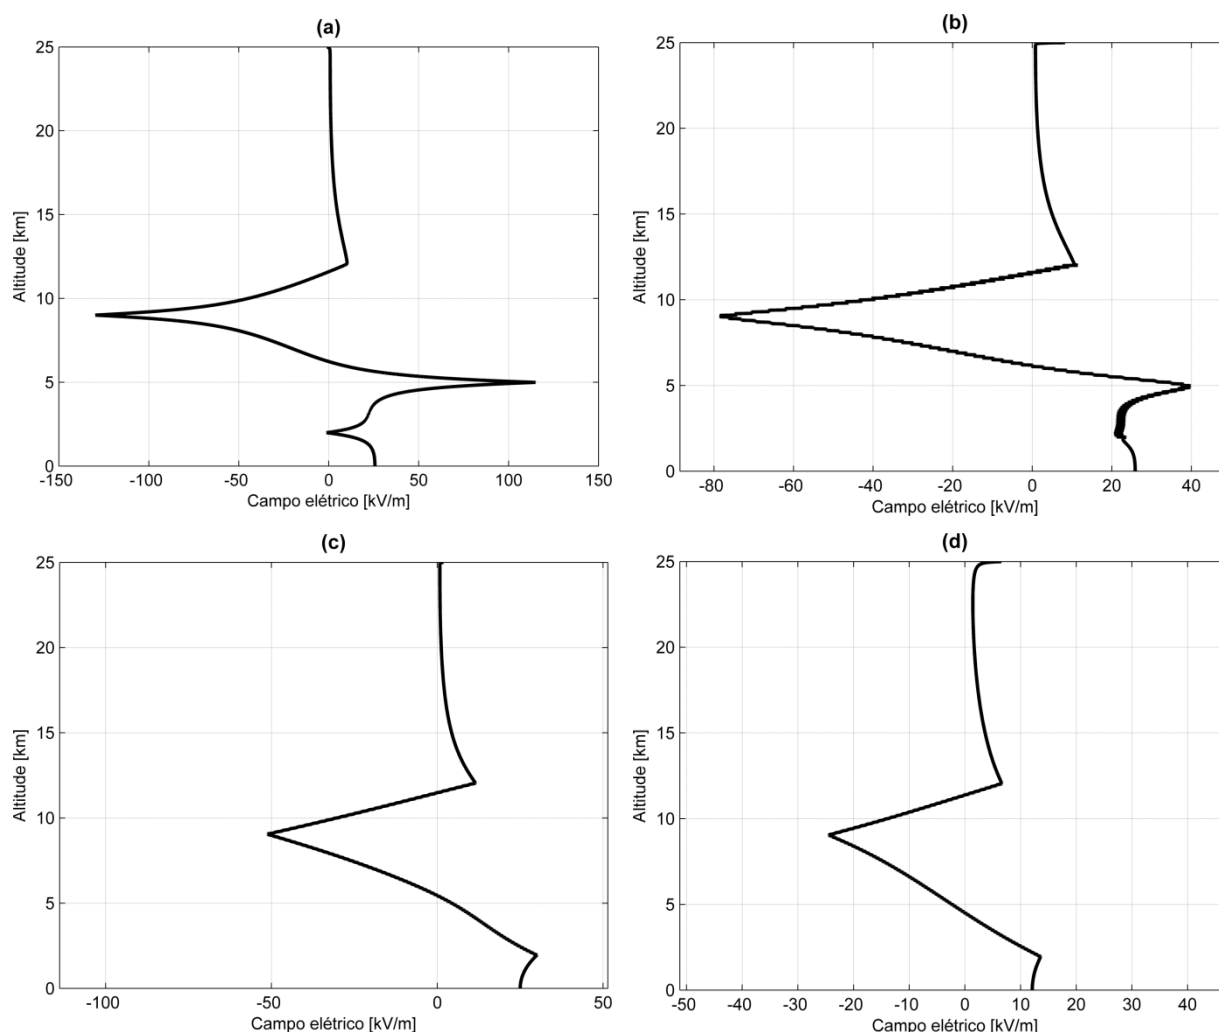 (a)
25
20
15
10
5
0
Altitude [km]
-150 -100 -50 0 50 100 150
Campo elétrico [kV/m]
(b)
25
20
15
10
5
0
Altitude [km]
-80 -60 -40 -20 0 20 40
Campo elétrico [kV/m]
(c)
25
20
15
10
5
0
Altitude [km]
-100 -50 0 50
Campo elétrico [kV/m]
(d)
25
20
15
10
5
0
Altitude [km]
-50 -40 -30 -20 -10 0 10 20 30 40
Campo elétrico [kV/m]